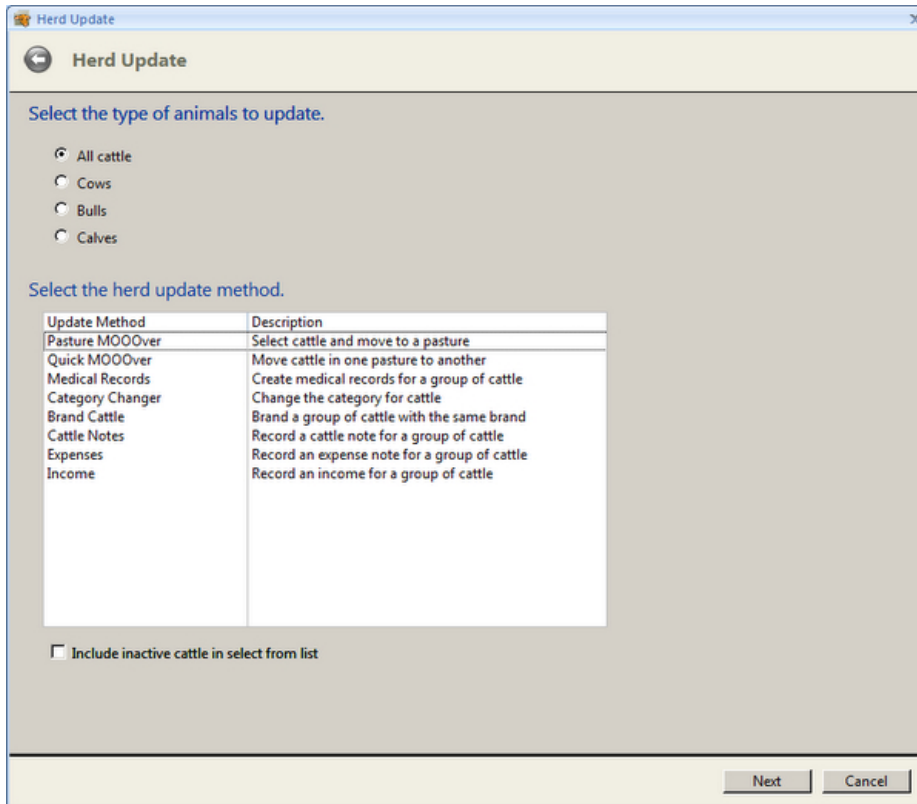 Herd Update
Herd Update
Select the type of animals to update.
All cattle
Cows
Bulls
Calves
Select the herd update method.
Update Method Description
Pasture MOOOver Select cattle and move to a pasture
Quick MOOOver Move cattle in one pasture to another
Medical Records Create medical records for a group of cattle
Category Changer Change the category for cattle
Brand Cattle Brand a group of cattle with the same brand
Cattle Notes Record a cattle note for a group of cattle
Expenses Record an expense note for a group of cattle
Income Record an income for a group of cattle
Include inactive cattle in select from list
Next Cancel